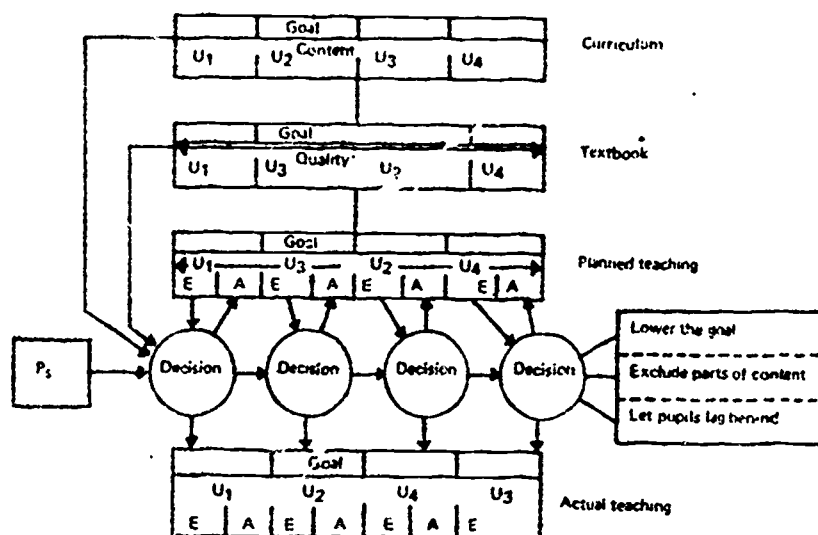 Goal
Content
U1 U2 U3 U4
Curriculum
Goal
Quality
U1 U3 U2 U4
Textbook
Goal
U1 U3 U2 U4
E A E A E A E A
Planned teaching
Ps
Decision Decision Decision Decision
Lower the goal
Exclude parts of content
Let pupils lag behind
Goal
U1 U2 U4 U3
E A E A E A E
Actual teaching